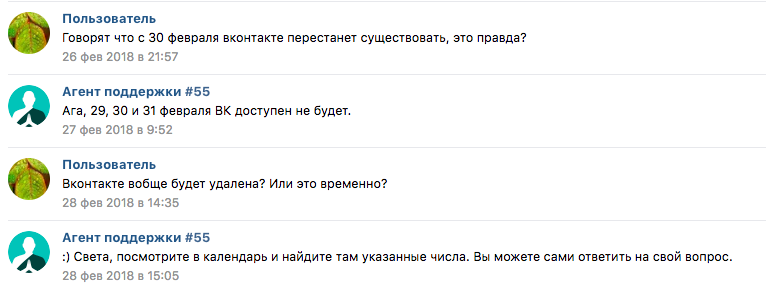 Пользователь
Говорят что с 30 февраля вконтакте перестанет существовать, это правда?
26 фев 2018 в 21:57
Агент поддержки #55
Ага, 29, 30 и 31 февраля ВК доступен не будет.
27 фев 2018 в 9:52
Пользователь
Вконтакте вобще будет удалена? Или это временно?
28 фев 2018 в 14:35
Агент поддержки #55
:) Света, посмотрите в календарь и найдите там указанные числа. Вы можете сами ответить на свой вопрос.
28 фев 2018 в 15:05